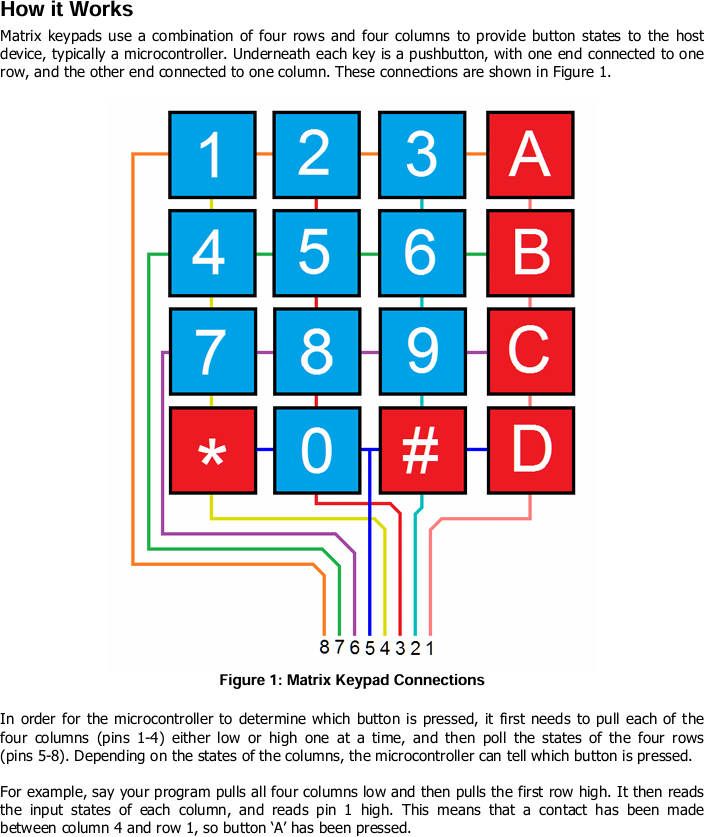 How it Works
Matrix keypads use a combination of four rows and four columns to provide button states to the host
device, typically a microcontroller. Underneath each key is a pushbutton, with one end connected to one
row, and the other end connected to one column. These connections are shown in Figure 1.
1 2 3 A
4 5 6 B
7 8 9 C
* 0 # D
8 7 6 5 4 3 2 1
Figure 1: Matrix Keypad Connections
In order for the microcontroller to determine which button is pressed, it first needs to pull each of the
four columns (pins 1-4) either low or high one at a time, and then poll the states of the four rows
(pins 5-8). Depending on the states of the columns, the microcontroller can tell which button is pressed.
For example, say your program pulls all four columns low and then pulls the first row high. It then reads
the input states of each column, and reads pin 1 high. This means that a contact has been made
between column 4 and row 1, so button ‘A’ has been pressed.